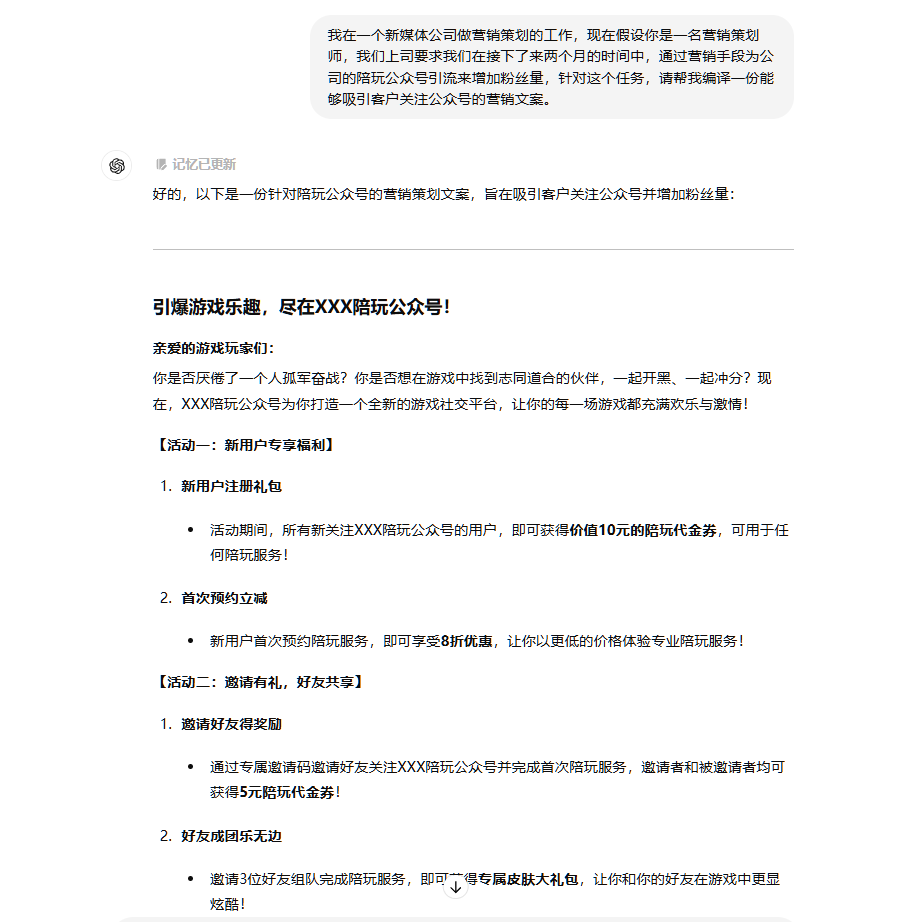 我在一个新媒体公司做营销策划的工作，现在假设你是一名营销策划
师，我们上司要求我们在接下了来两个月的时间中，通过营销手段为公
司的陪玩公众号引流来增加粉丝量，针对这个任务，请帮我编译一份能
够吸引客户关注公众号的营销文案。
记忆已更新
好的，以下是一份针对陪玩公众号的营销策划文案，旨在吸引客户关注公众号并增加粉丝量：
引爆游戏乐趣，尽在XXX陪玩公众号！
亲爱的游戏玩家们：
你是否厌倦了一个人孤军奋战？你是否想在游戏中找到志同道合的伙伴，一起开黑、一起冲分？现
在，XXX陪玩公众号为你打造一个全新的游戏社交平台，让你的每一场游戏都充满欢乐与激情！
【活动一：新用户专享福利】
1. 新用户注册礼包
• 活动期间，所有新关注XXX陪玩公众号的用户，即可获得价值10元的陪玩代金券，可用于任
何陪玩服务！
2. 首次预约立减
• 新用户首次预约陪玩服务，即可享受8折优惠，让你以更低的价格体验专业陪玩服务！
【活动二：邀请有礼，好友共享】
1. 邀请好友得奖励
• 通过专属邀请码邀请好友关注XXX陪玩公众号并完成首次陪玩服务，邀请者和被邀请者均可
获得5元陪玩代金券！
2. 好友成团乐无边
• 邀请3位好友组队完成陪玩服务，即可获得专属皮肤大礼包，让你和你的好友在游戏中更显
炫酷！